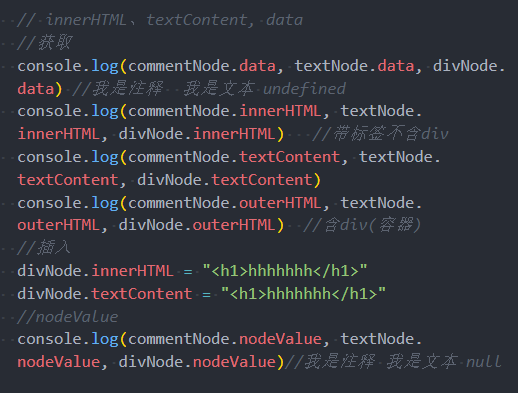 // innerHTML、textContent, data
//获取
console.log(commentNode.data, textNode.data, divNode.
data) //我是注释  我是文本 undefined
console.log(commentNode.innerHTML, textNode.
innerHTML, divNode.innerHTML)  //带标签不含div
console.log(commentNode.textContent, textNode.
textContent, divNode.textContent)
console.log(commentNode.outerHTML, textNode.
outerHTML, divNode.outerHTML)  //含div(容器)
//插入
divNode.innerHTML = "<h1>hhhhhhh</h1>"
divNode.textContent = "<h1>hhhhhhh</h1>"
//nodeValue
console.log(commentNode.nodeValue, textNode.
nodeValue, divNode.nodeValue)//我是注释 我是文本 null